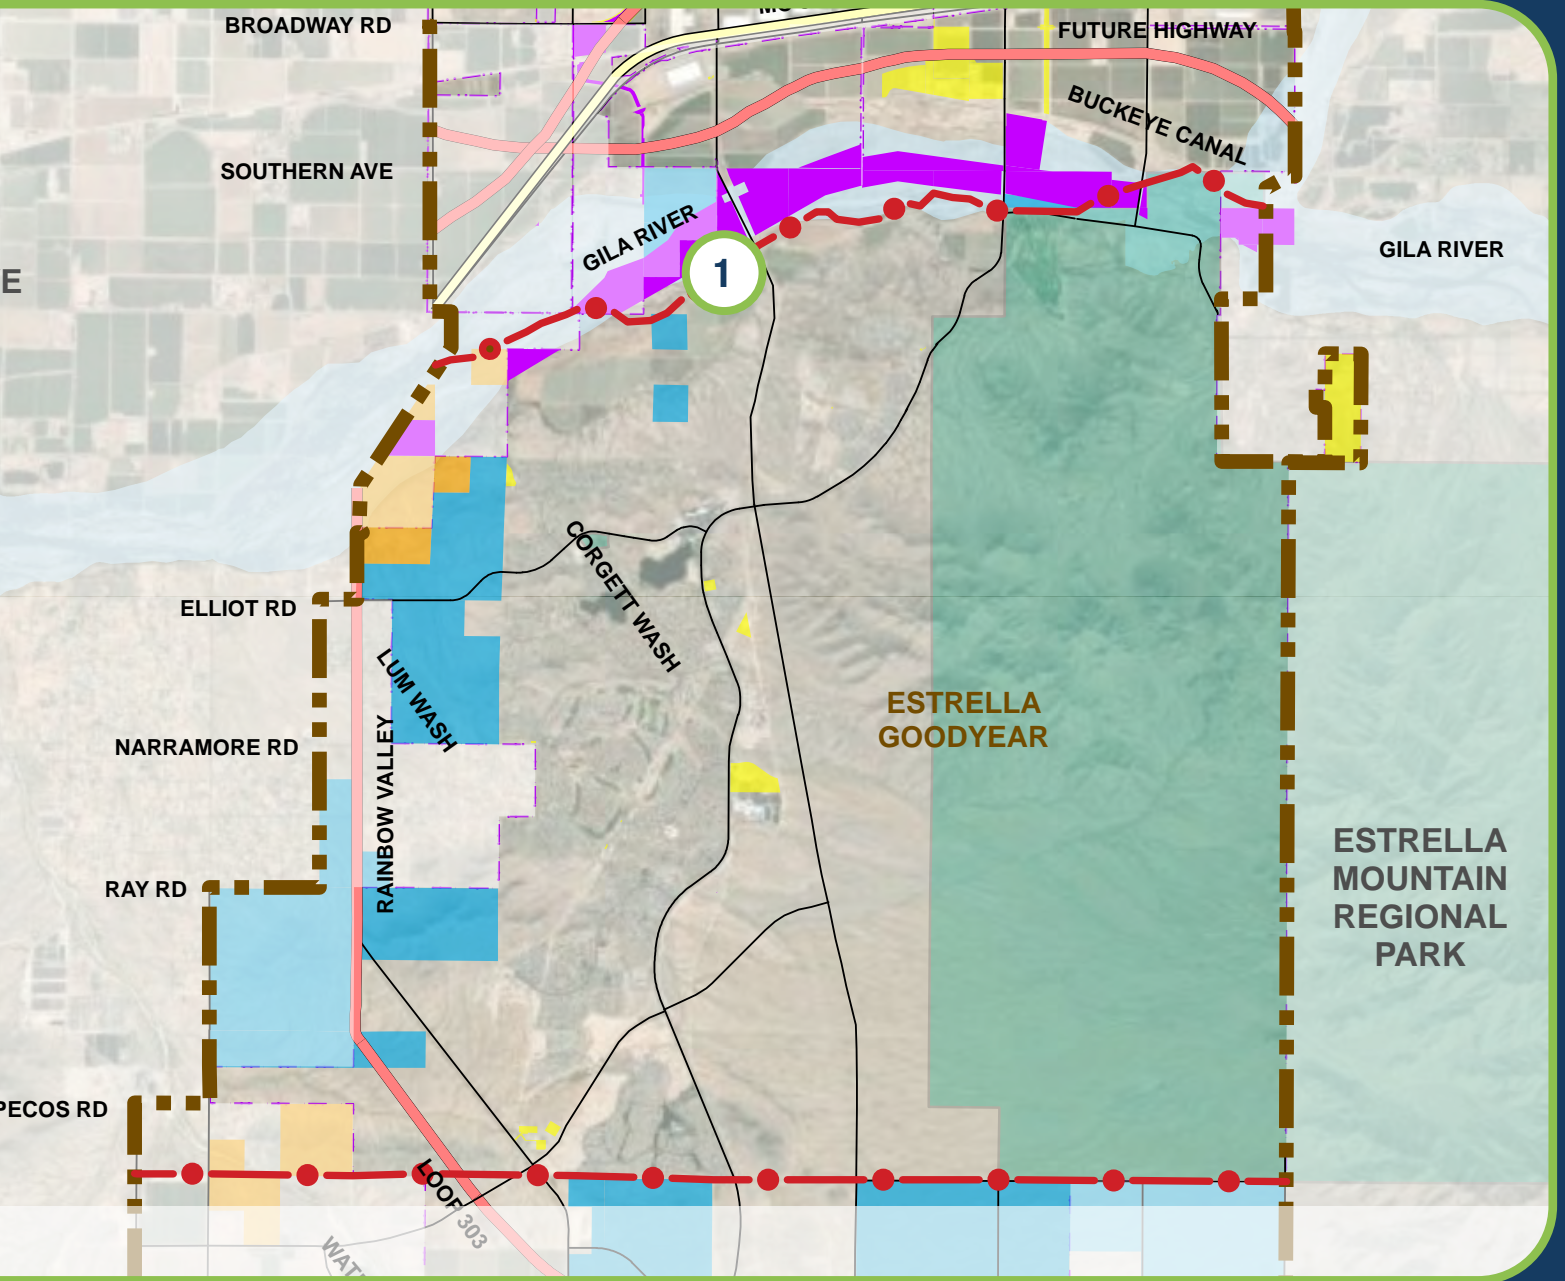 BROADWAY RD
FUTURE HIGHWAY
BUCKEYE CANAL
SOUTHERN AVE
GILA RIVER
GILA RIVER
E
1
CORGETT WASH
ELLIOT RD
LUM WASH
ESTRELLA
GOODYEAR
NARRAMORE RD
RAINBOW VALLEY
ESTRELLA
MOUNTAIN
REGIONAL
PARK
RAY RD
PECOS RD
LOOP 303